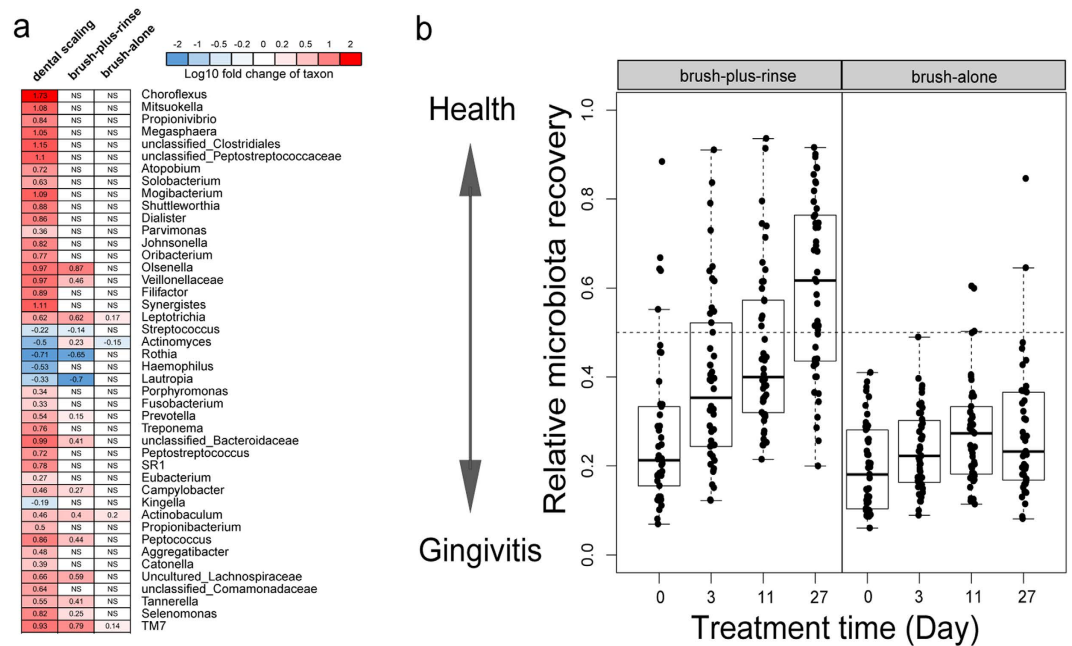 a
dental scaling
brush-plus-rinse
brush-alone
-2 -1 -0.5 -0.2 0 0.2 0.5 1 2
Log10 fold change of taxon
1.73 NS NS Choroflexus
1.08 NS NS Mitsuokella
0.84 NS NS Propionivibrio
1.05 NS NS Megasphaera
1.15 NS NS unclassified_Clostridiales
1.1 NS NS unclassified_Peptostreptococcaceae
0.72 NS NS Atopobium
0.63 NS NS Solobacterium
1.09 NS NS Mogibacterium
0.88 NS NS Shuttleworthia
0.86 NS NS Dialister
0.36 NS NS Parvimonas
0.82 NS NS Johnsonella
0.77 NS NS Oribacterium
0.97 0.87 NS Olsenella
0.97 0.46 NS Veillonellaceae
0.89 NS NS Filifactor
1.11 NS NS Synergistes
0.62 0.62 0.17 Leptotrichia
-0.22 -0.14 NS Streptococcus
-0.5 0.23 -0.15 Actinomyces
-0.71 -0.65 NS Rothia
-0.53 NS NS Haemophilus
-0.33 -0.7 NS Lautropia
0.34 NS NS Porphyromonas
0.33 NS NS Fusobacterium
0.54 0.15 NS Prevotella
0.76 NS NS Treponema
0.99 0.41 NS unclassified_Bacteroidaceae
0.72 NS NS Peptostreptococcus
0.78 NS NS SR1
0.27 NS NS Eubacterium
0.46 0.27 NS Campylobacter
-0.19 NS NS Kingella
0.46 0.4 0.2 Actinobaculum
0.5 NS NS Propionibacterium
0.86 0.44 NS Peptococcus
0.48 NS NS Aggregatibacter
0.39 NS NS Catonella
0.66 0.59 NS Uncultured_Lachnospiraceae
0.64 NS NS unclassified_Comamonadaceae
0.55 0.41 NS Tannerella
0.82 0.25 NS Selenomonas
0.93 0.79 0.14 TM7
b
Health
Gingivitis
Relative microbiota recovery
brush-plus-rinse brush-alone
1.0
0.8
0.6
0.4
0.2
0.0
0 3 11 27 0 3 11 27
Treatment time (Day)